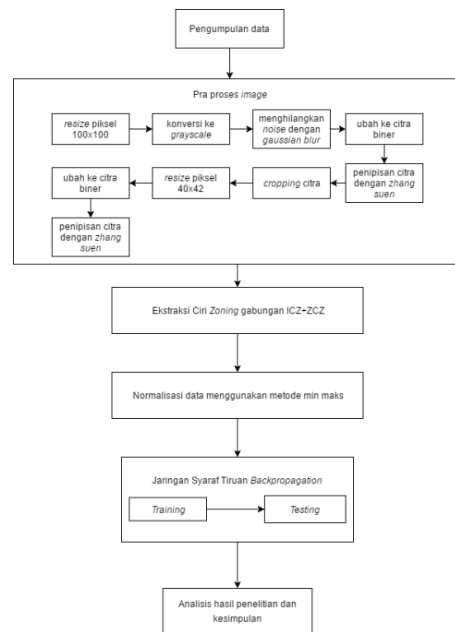 Pengumpulan data
Pra proses image
resize piksel
100x100
konversi ke
grayscale
menghilangkan
noise dengan
gaussian blur
ubah ke citra
biner
penipisan citra
dengan zhang
suen
cropping citra
resize piksel
40x42
ubah ke citra
biner
penipisan citra
dengan zhang
suen
Ekstraksi Ciri Zoning gabungan ICZ+ZCZ
Normalisasi data menggunakan metode min maks
Jaringan Syaraf Tiruan Backpropagation
Training
Testing
Analisis hasil penelitian dan
kesimpulan